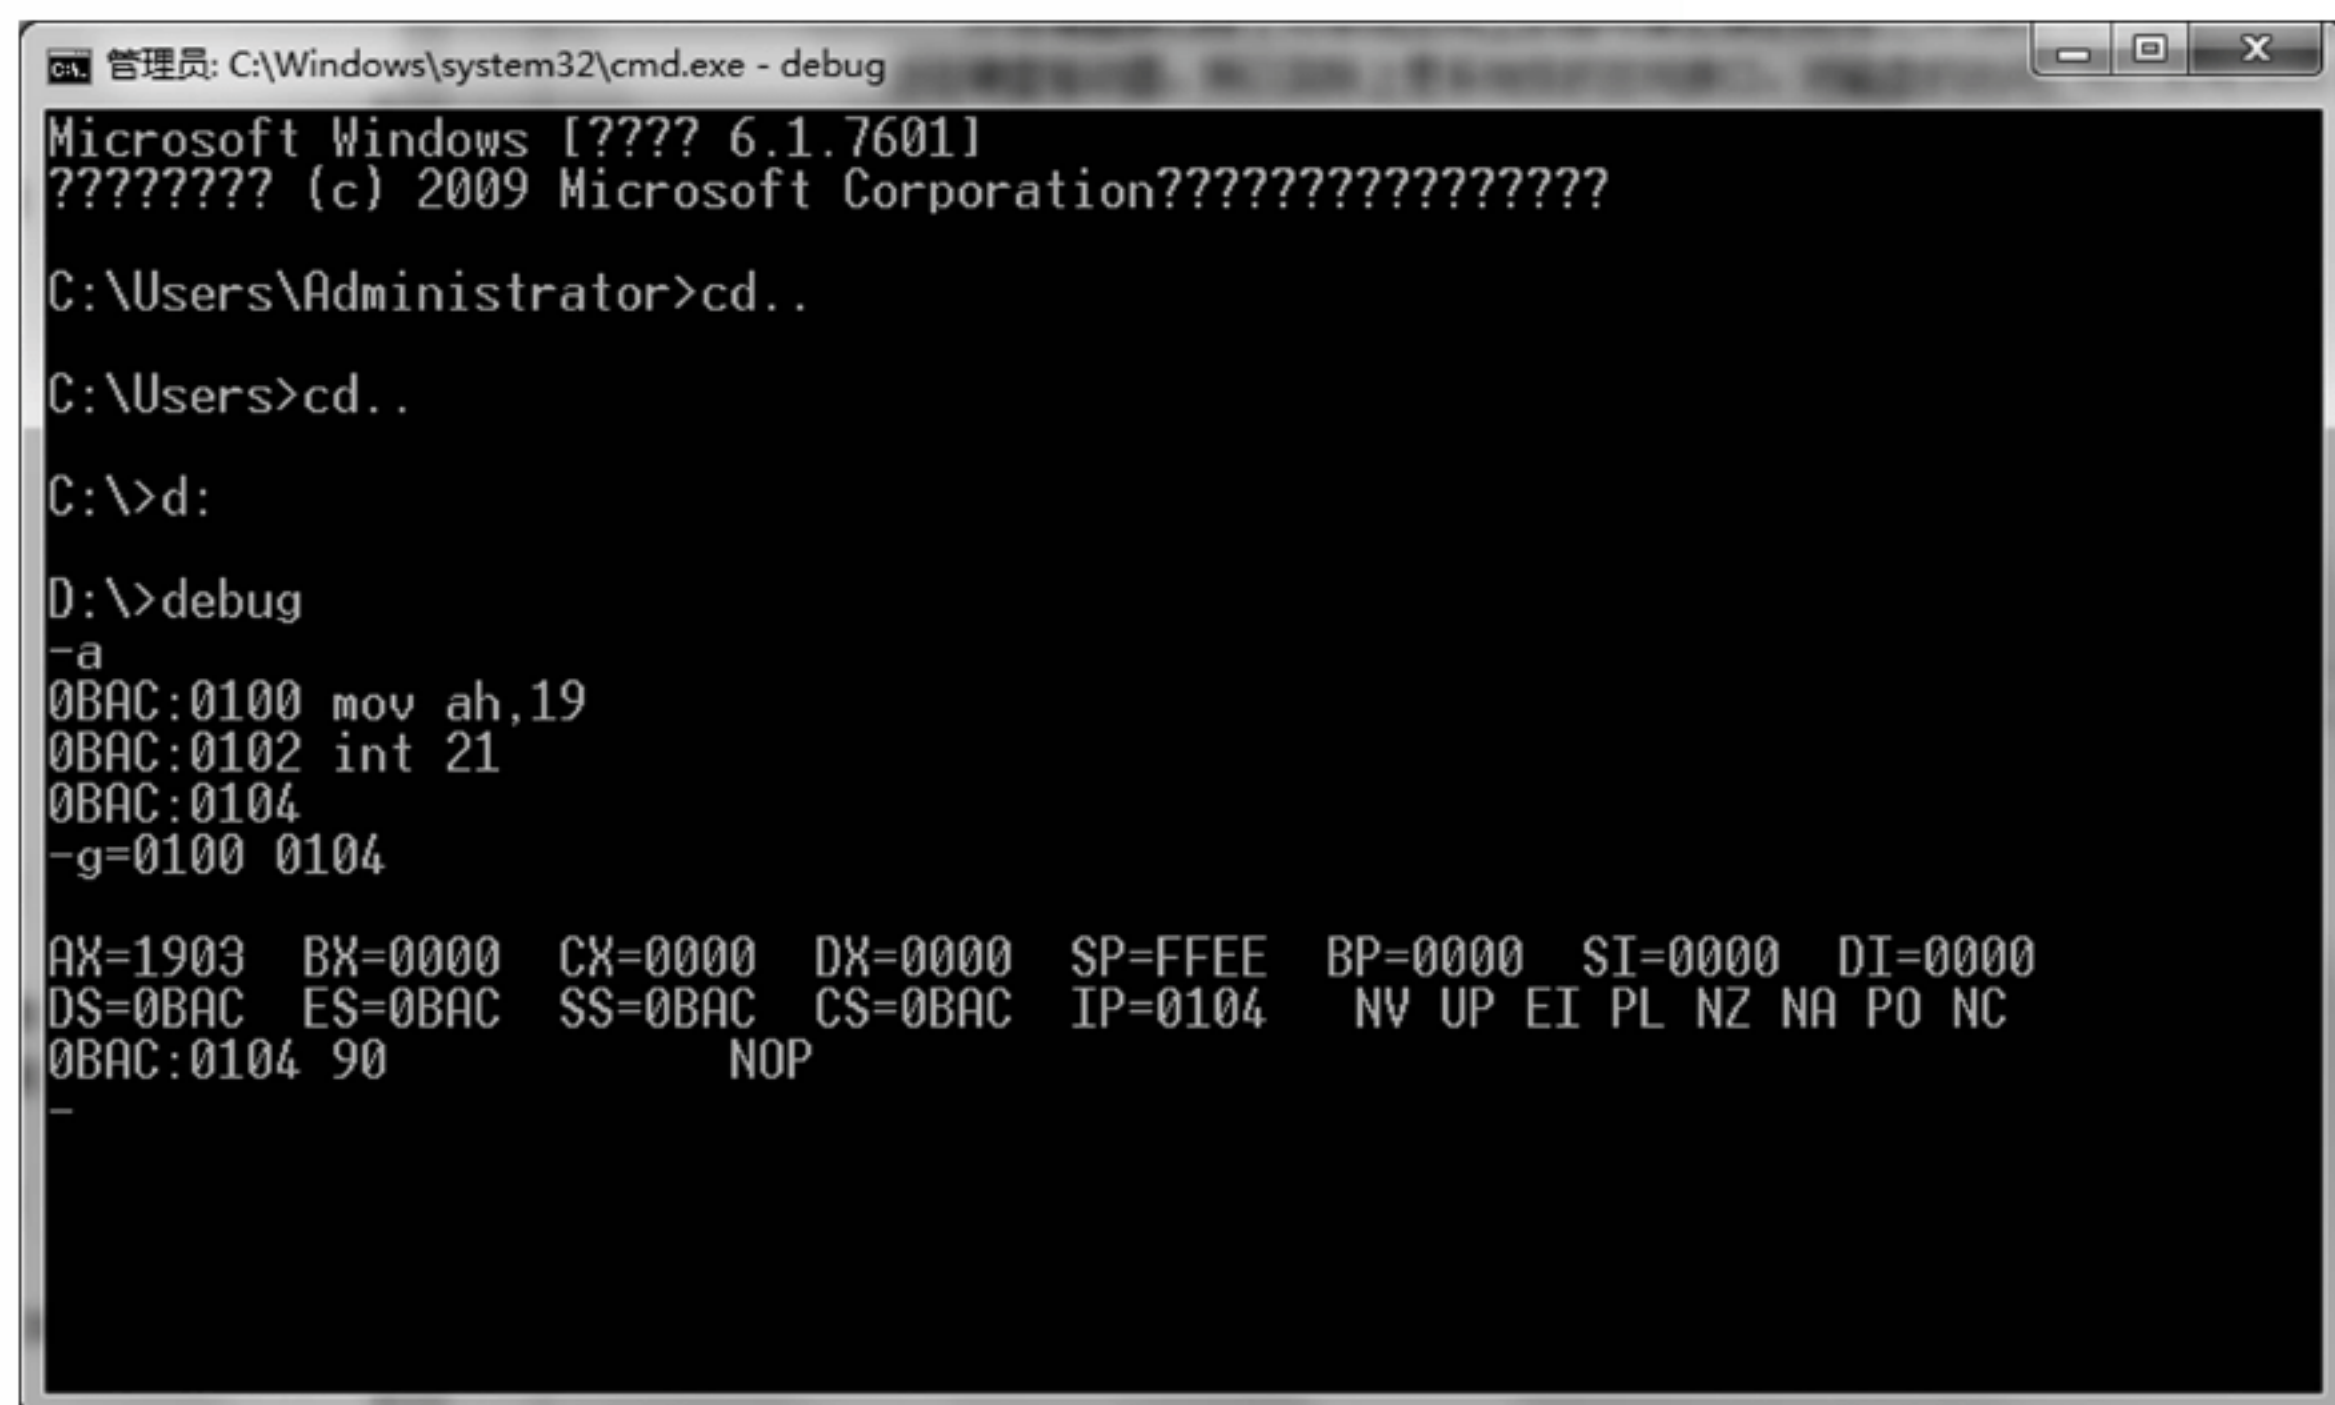 管理员: C:\Windows\system32\cmd.exe - debug
Microsoft Windows [???? 6.1.7601]
???????? (c) 2009 Microsoft Corporation????????????????
C:\Users\Administrator>cd..
C:\Users>cd..
C:\>d:
D:\>debug
-a
0BAC:0100 mov ah,19
0BAC:0102 int 21
0BAC:0104
-g=0100 0104
AX=1903  BX=0000  CX=0000  DX=0000  SP=FFEE  BP=0000  SI=0000  DI=0000
DS=0BAC  ES=0BAC  SS=0BAC  CS=0BAC  IP=0104   NV UP EI PL NZ NA PO NC
0BAC:0104 90            NOP
-